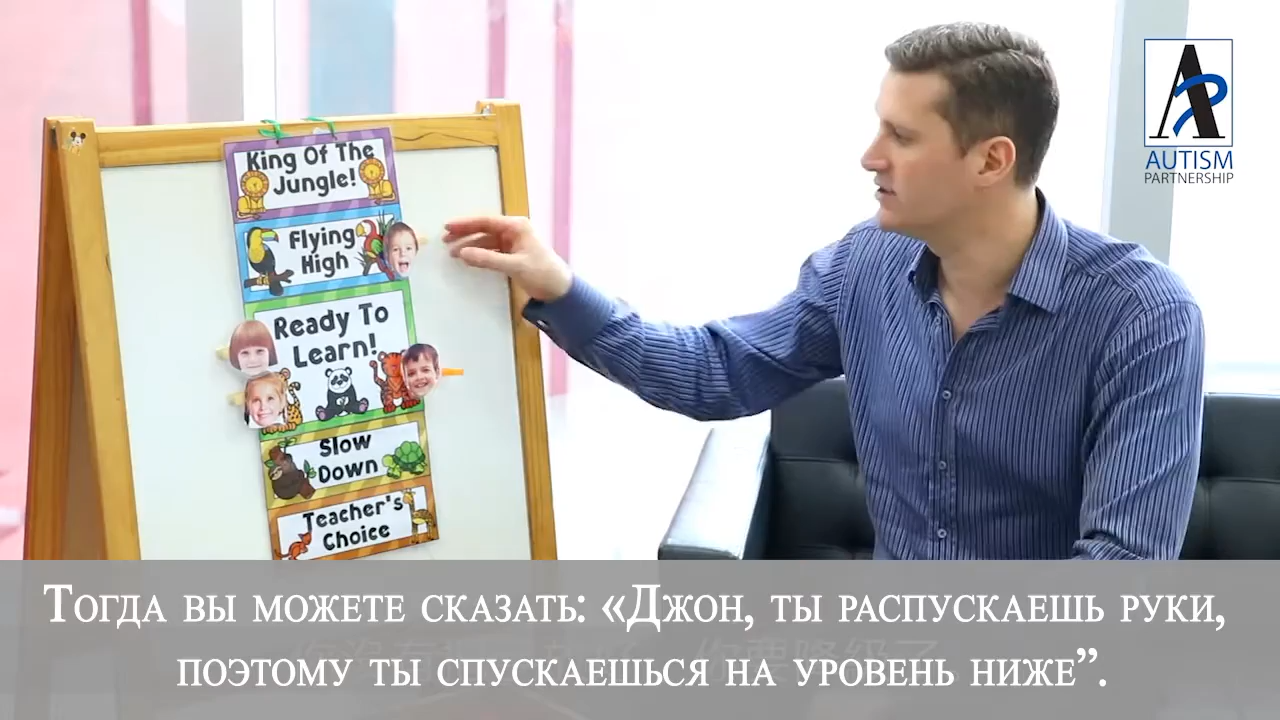 King Of The
Jungle!
Flying
High
Ready To
Learn!
Slow
Down
Teacher's
Choice
AP
AUTISM
PARTNERSHIP
Тогда вы можете сказать: «Джон, ты распускаешь руки,
поэтому ты спускаешься на уровень ниже”.